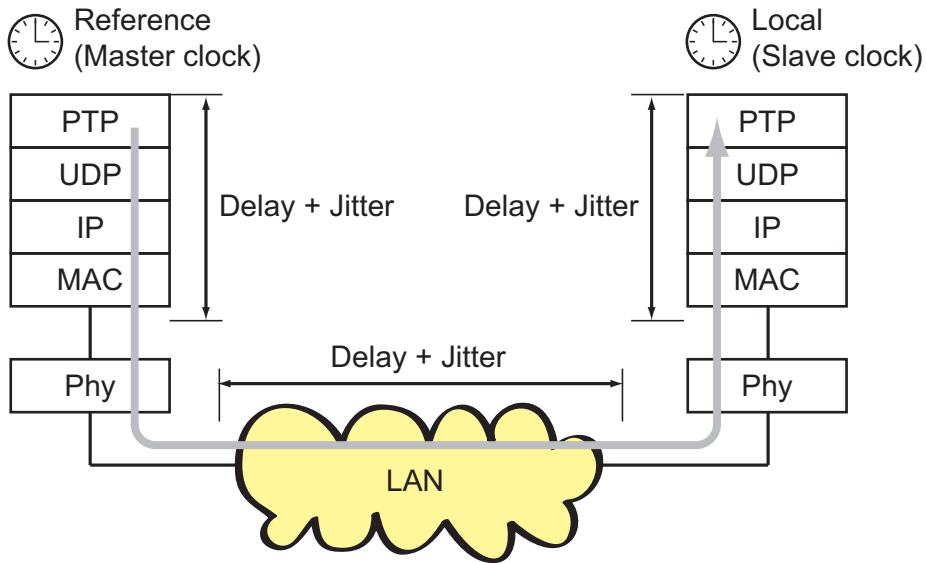 Reference
(Master clock)
Local
(Slave clock)
PTP
UDP
IP
MAC
Phy
Delay + Jitter
Delay + Jitter
PTP
UDP
IP
MAC
Phy
Delay + Jitter
LAN